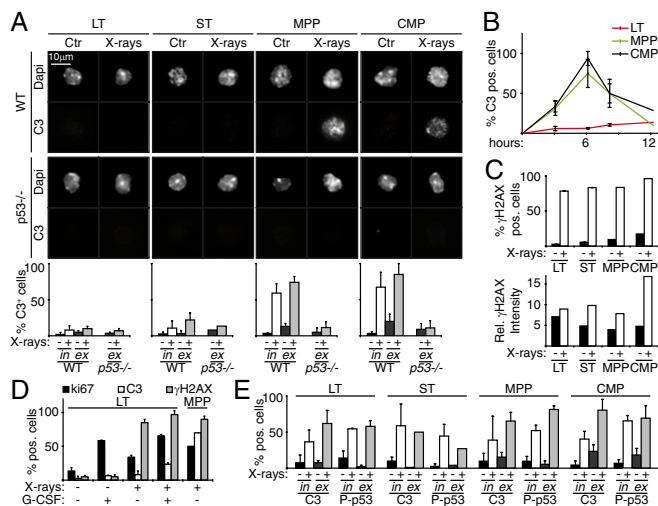 A
LT ST MPP CMP
Ctr X-rays Ctr X-rays Ctr X-rays Ctr X-rays
10µm
WT
Dapi
C3
p53-/-
Dapi
C3
% C3+ cells
100
50
X-rays: - + - + - + - + - + - + - + - + - + - + - + - +
in ex in ex in ex in ex
WT p53-/- WT p53-/- WT p53-/- WT p53-/-
B
% C3 pos. cells
100
50
LT
MPP
CMP
hours: 6 12
C
% γH2AX pos. cells
100
50
X-rays: - + - + - + - +
LT ST MPP CMP
Rel. γH2AX Intensity
15
10
5
X-rays: - + - + - + - +
LT ST MPP CMP
D
ki67 C3 γH2AX
LT MPP
% pos. cells
100
50
0
X-rays: - - + + +
G-CSF: - + - + -
E
LT ST MPP CMP
% pos. cells
100
50
0
X-rays: - + - + - + - + - + - + - + - + - + - + - + - + - + - + - + - +
in ex in ex in ex in ex in ex in ex in ex in ex
C3 P-p53 C3 P-p53 C3 P-p53 C3 P-p53